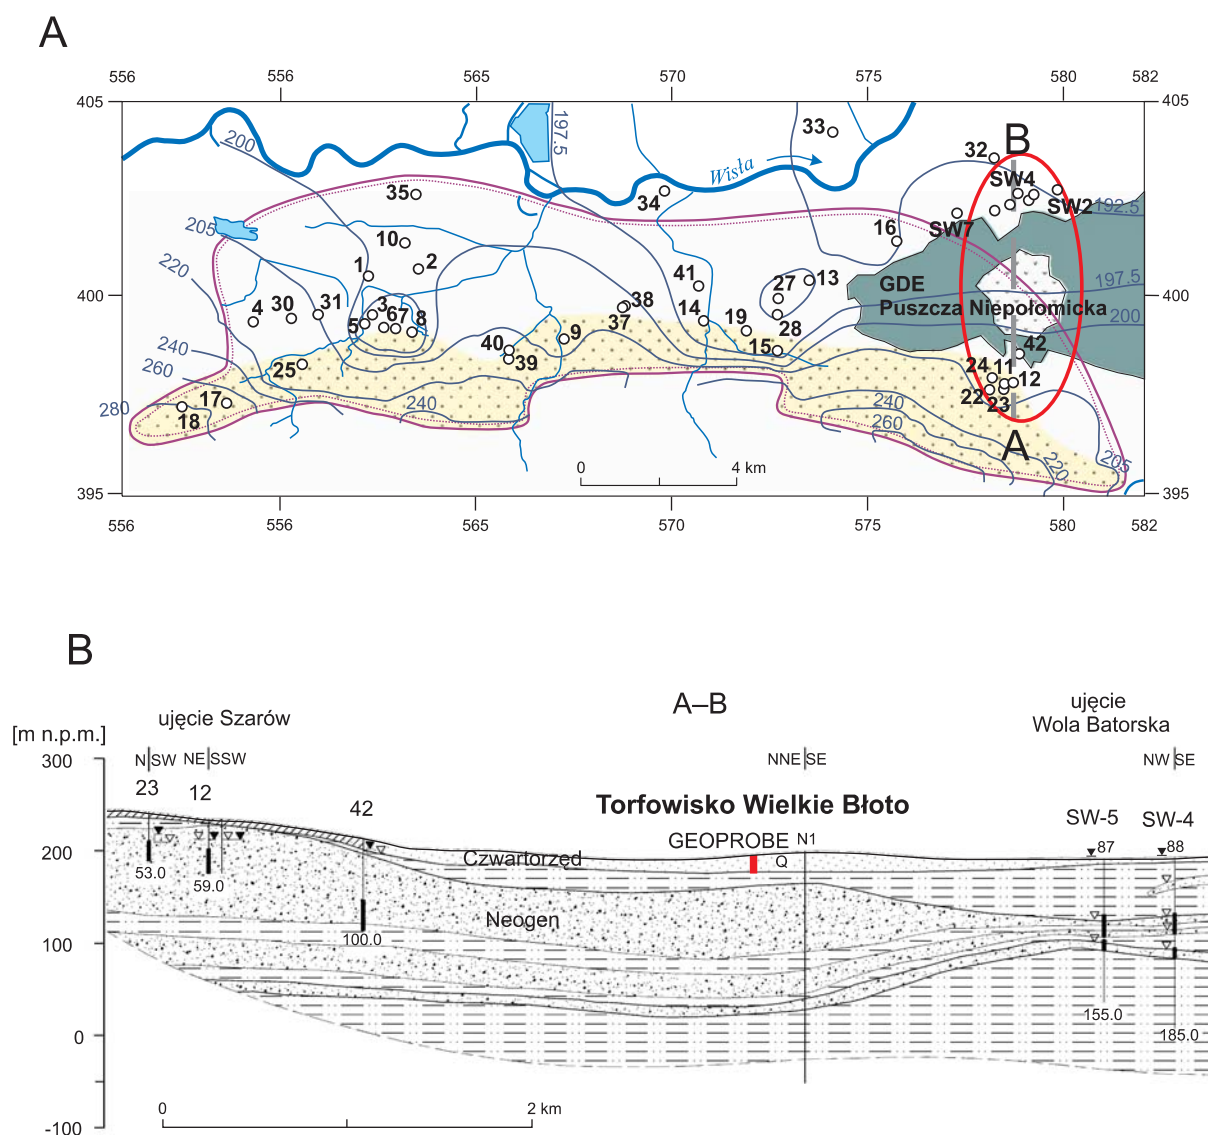 A
556 556 565 570 575 580 582
405 405
200
197.5
33
Wisła
32
B
SW4
35
34
SW2
192.5
SW7
205
10
16
220
1
2
41
27
13
GDE
197.5
400 400
4
30
31
3
5
67
8
38
37
14
19
28
Puszcza Niepołomicka
200
240
40
9
15
42
260
25
39
24
11
12
280
17
18
240
240
22
23
260
A
220
205
0 4 km
395 395
556 556 565 570 575 580 582
B
A–B
ujęcie Szarów
ujęcie
Wola Batorska
[m n.p.m.]
300
N SW NE SSW NNE SE NW SE
23 12 42
Torfowisko Wielkie Błoto
SW-5 SW-4
GEOPROBE N1
87 88
200
Czwartorzęd
Q
53.0
59.0
Neogen
100
100.0
0
155.0
185.0
-100
0 2 km